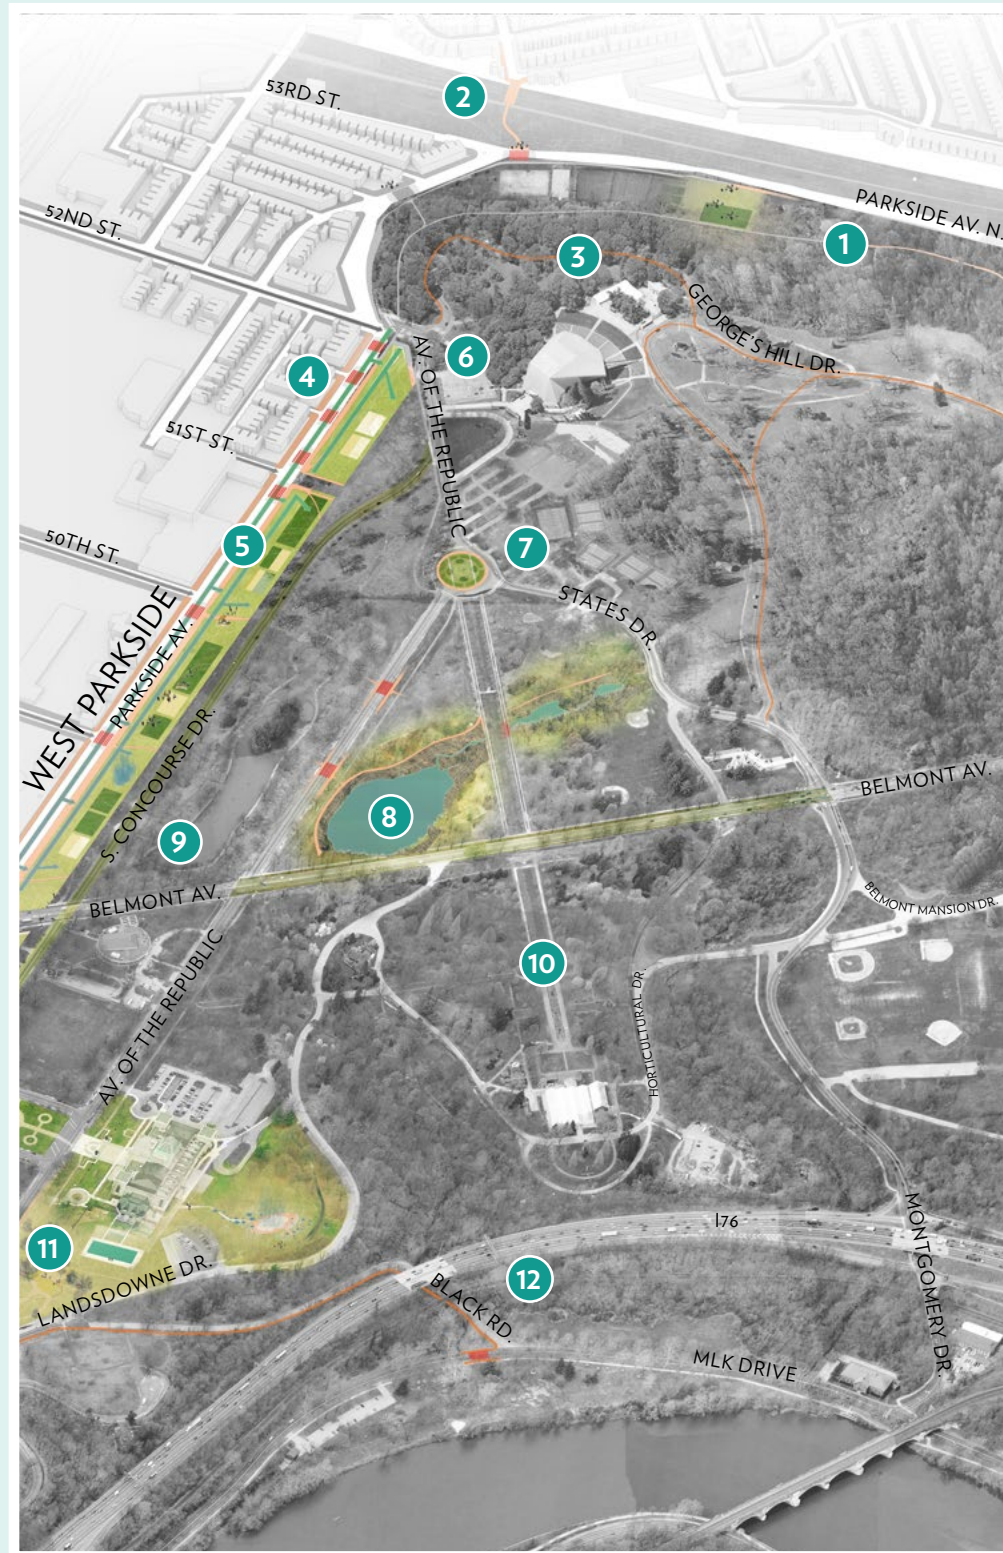 53RD ST.
2
PARKSIDE AV. N.
52ND ST.
1
3
GEORGE'S HILL DR.
AV. OF THE REPUBLIC
6
4
51ST ST.
5
7
50TH ST.
STATES DR.
WEST PARKSIDE
PARKSIDE AV.
S. CONCOURSE DR.
8
BELMONT AV.
9
BELMONT AV.
BELMONT MANSION DR.
AV. OF THE REPUBLIC
10
HORTICULTURAL DR.
11
LANDSDOWNE DR.
I76
MONTGOMERY DR.
12
BLACK RD.
MLK DRIVE